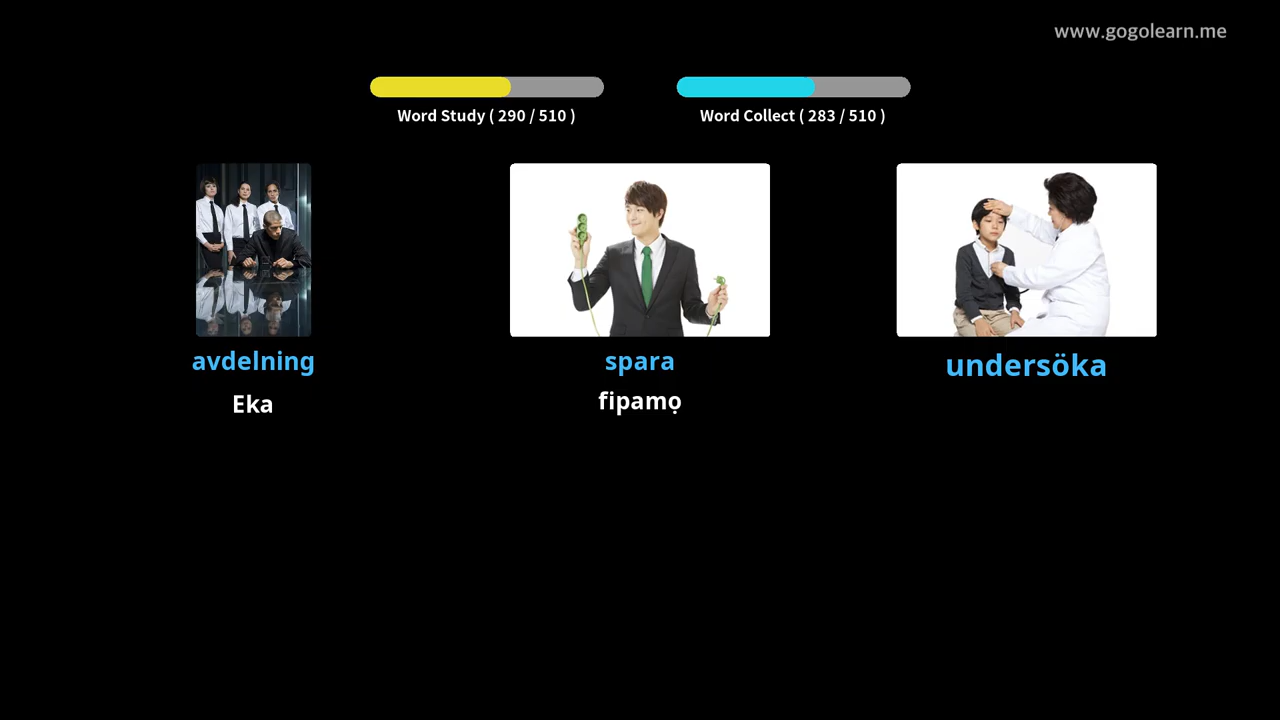 www.gogolearn.me
Word Study ( 290 / 510 )
Word Collect ( 283 / 510 )
avdelning
Eka
spara
fipamọ
undersöka